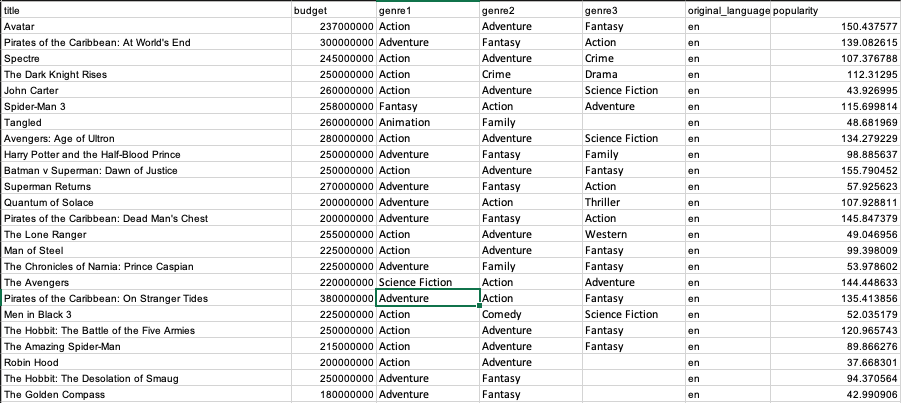 title budget genre1 genre2 genre3 original_language popularity
Avatar 237000000 Action Adventure Fantasy en 150.437577
Pirates of the Caribbean: At World's End 300000000 Adventure Fantasy Action en 139.082615
Spectre 245000000 Action Adventure Crime en 107.376788
The Dark Knight Rises 250000000 Action Crime Drama en 112.31295
John Carter 260000000 Action Adventure Science Fiction en 43.926995
Spider-Man 3 258000000 Fantasy Action Adventure en 115.699814
Tangled 260000000 Animation Family en 48.681969
Avengers: Age of Ultron 280000000 Action Adventure Science Fiction en 134.279229
Harry Potter and the Half-Blood Prince 250000000 Adventure Fantasy Family en 98.885637
Batman v Superman: Dawn of Justice 250000000 Action Adventure Fantasy en 155.790452
Superman Returns 270000000 Adventure Fantasy Action en 57.925623
Quantum of Solace 200000000 Adventure Action Thriller en 107.928811
Pirates of the Caribbean: Dead Man's Chest 200000000 Adventure Fantasy Action en 145.847379
The Lone Ranger 255000000 Action Adventure Western en 49.046956
Man of Steel 225000000 Action Adventure Fantasy en 99.398009
The Chronicles of Narnia: Prince Caspian 225000000 Adventure Family Fantasy en 53.978602
The Avengers 220000000 Science Fiction Action Adventure en 144.448633
Pirates of the Caribbean: On Stranger Tides 380000000 Adventure Action Fantasy en 135.413856
Men in Black 3 225000000 Action Comedy Science Fiction en 52.035179
The Hobbit: The Battle of the Five Armies 250000000 Action Adventure Fantasy en 120.965743
The Amazing Spider-Man 215000000 Action Adventure Fantasy en 89.866276
Robin Hood 200000000 Action Adventure en 37.668301
The Hobbit: The Desolation of Smaug 250000000 Adventure Fantasy en 94.370564
The Golden Compass 180000000 Adventure Fantasy en 42.990906